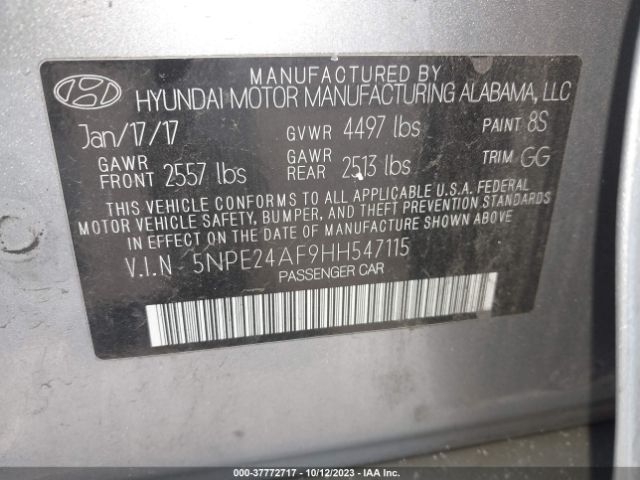 MANUFACTURED BY
HYUNDAI MOTOR MANUFACTURING ALABAMA, LLC
Jan/17/17 GVWR 4497 lbs PAINT 8S
GAWR FRONT 2557 lbs GAWR REAR 2513 lbs TRIM GG
THIS VEHICLE CONFORMS TO ALL APPLICABLE U.S.A. FEDERAL
MOTOR VEHICLE SAFETY, BUMPER, AND THEFT PREVENTION STANDARDS
IN EFFECT ON THE DATE OF MANUFACTURE SHOWN ABOVE.
V.I.N - 5NPE24AF9HH547115
PASSENGER CAR
000-37772717 - 10/12/2023 - IAA Inc.